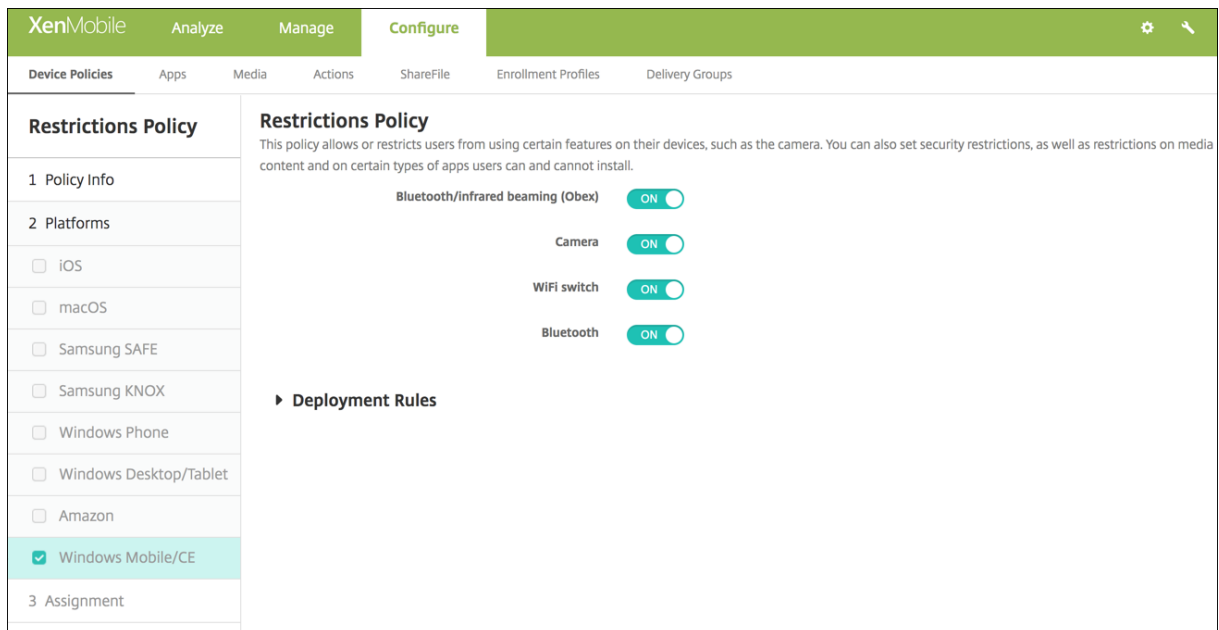 XenMobile Analyze Manage Configure
Device Policies Apps Media Actions ShareFile Enrollment Profiles Delivery Groups
Restrictions Policy
1 Policy Info
2 Platforms
iOS
macOS
Samsung SAFE
Samsung KNOX
Windows Phone
Windows Desktop/Tablet
Amazon
Windows Mobile/CE
3 Assignment
Restrictions Policy
This policy allows or restricts users from using certain features on their devices, such as the camera. You can also set security restrictions, as well as restrictions on media
content and on certain types of apps users can and cannot install.
Bluetooth/infrared beaming (Obex) ON
Camera ON
WiFi switch ON
Bluetooth ON
Deployment Rules